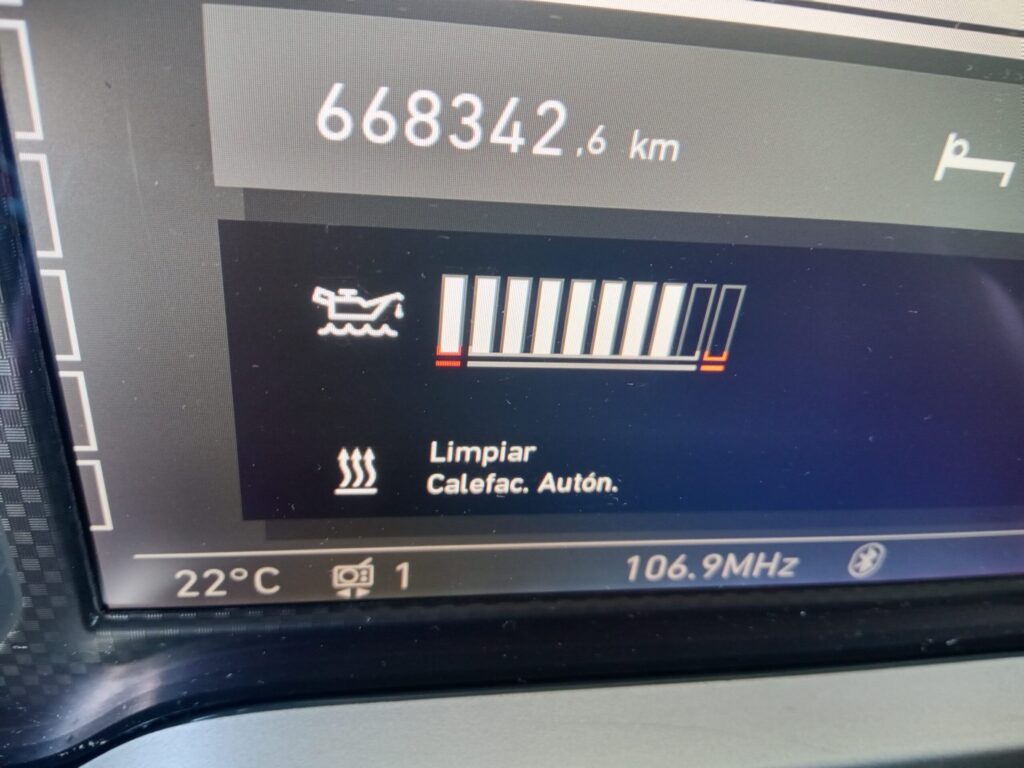 668342,6 km
Limpiar
Calefac. Autón.
22°C 1 106.9MHz